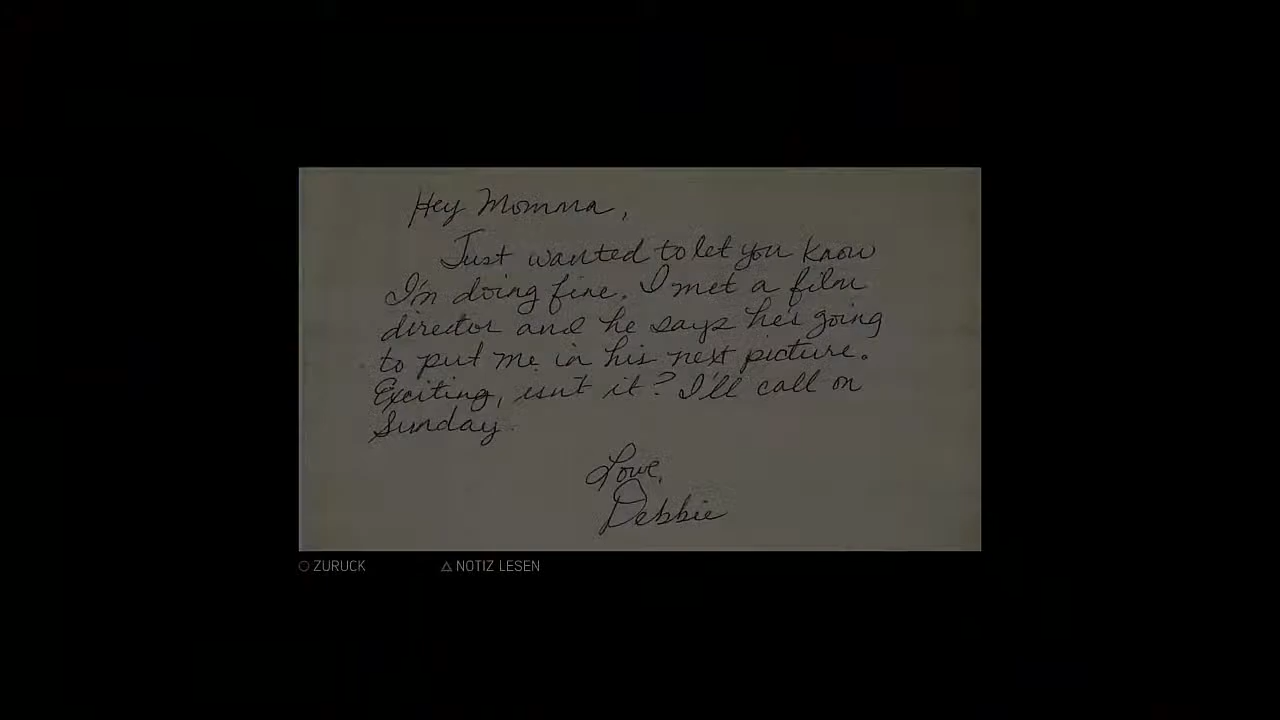 Hey Momma,
Just wanted to let you know
I'm doing fine. I met a film
director and he says he's going
to put me in his next picture.
Exciting, isn't it? I'll call on
Sunday.
Love,
Debbie
ZURUCK
NOTIZ LESEN